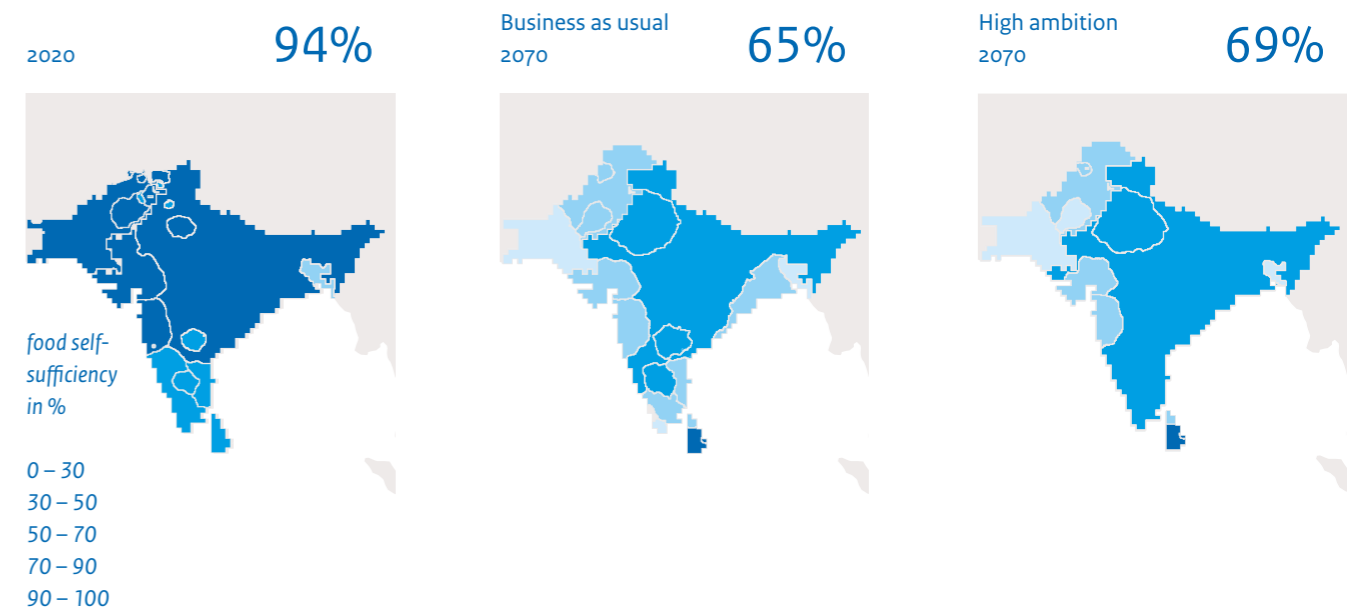 2020
94%
Business as usual
2070
65%
High ambition
2070
69%
food self-
sufficiency
in %
0 – 30
30 – 50
50 – 70
70 – 90
90 – 100